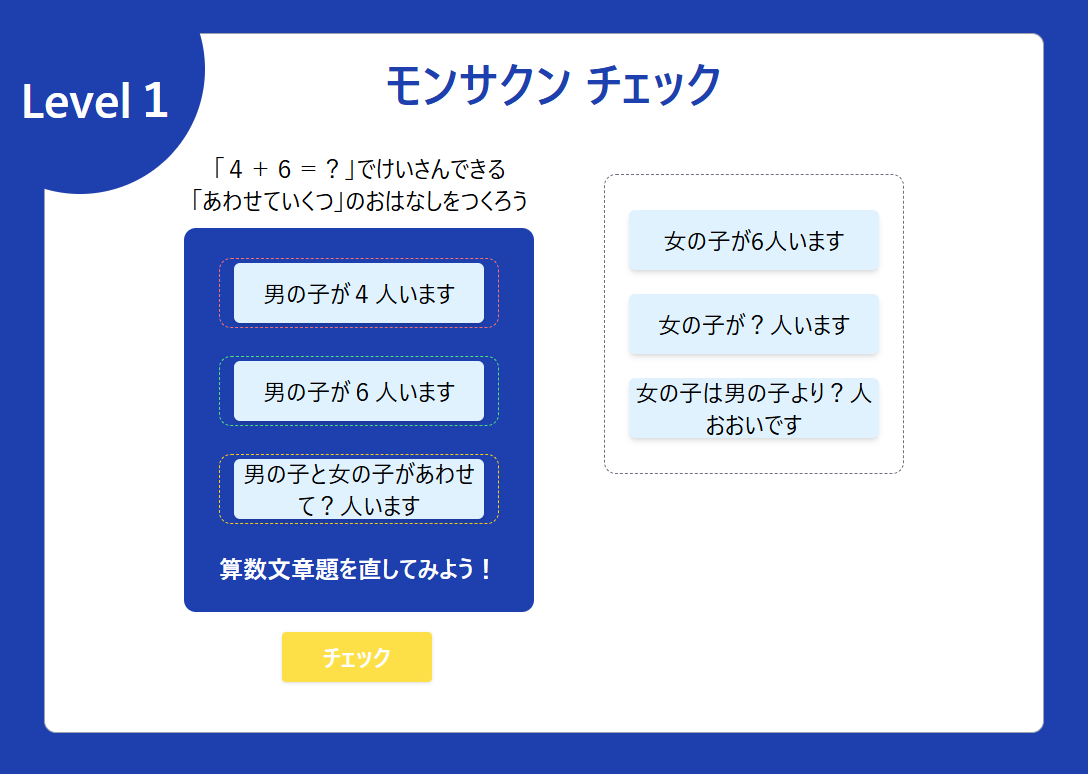 Level 1
モンサクン チェック
「 4 + 6 = ? 」でけいさんできる
「あわせていくつ」のおはなしをつくろう
男の子が 4 人います
男の子が 6 人います
男の子と女の子があわせ
て ? 人います
算数文章題を直してみよう!
チェック
女の子が6人います
女の子が ? 人います
女の子は男の子より ? 人
おおいです